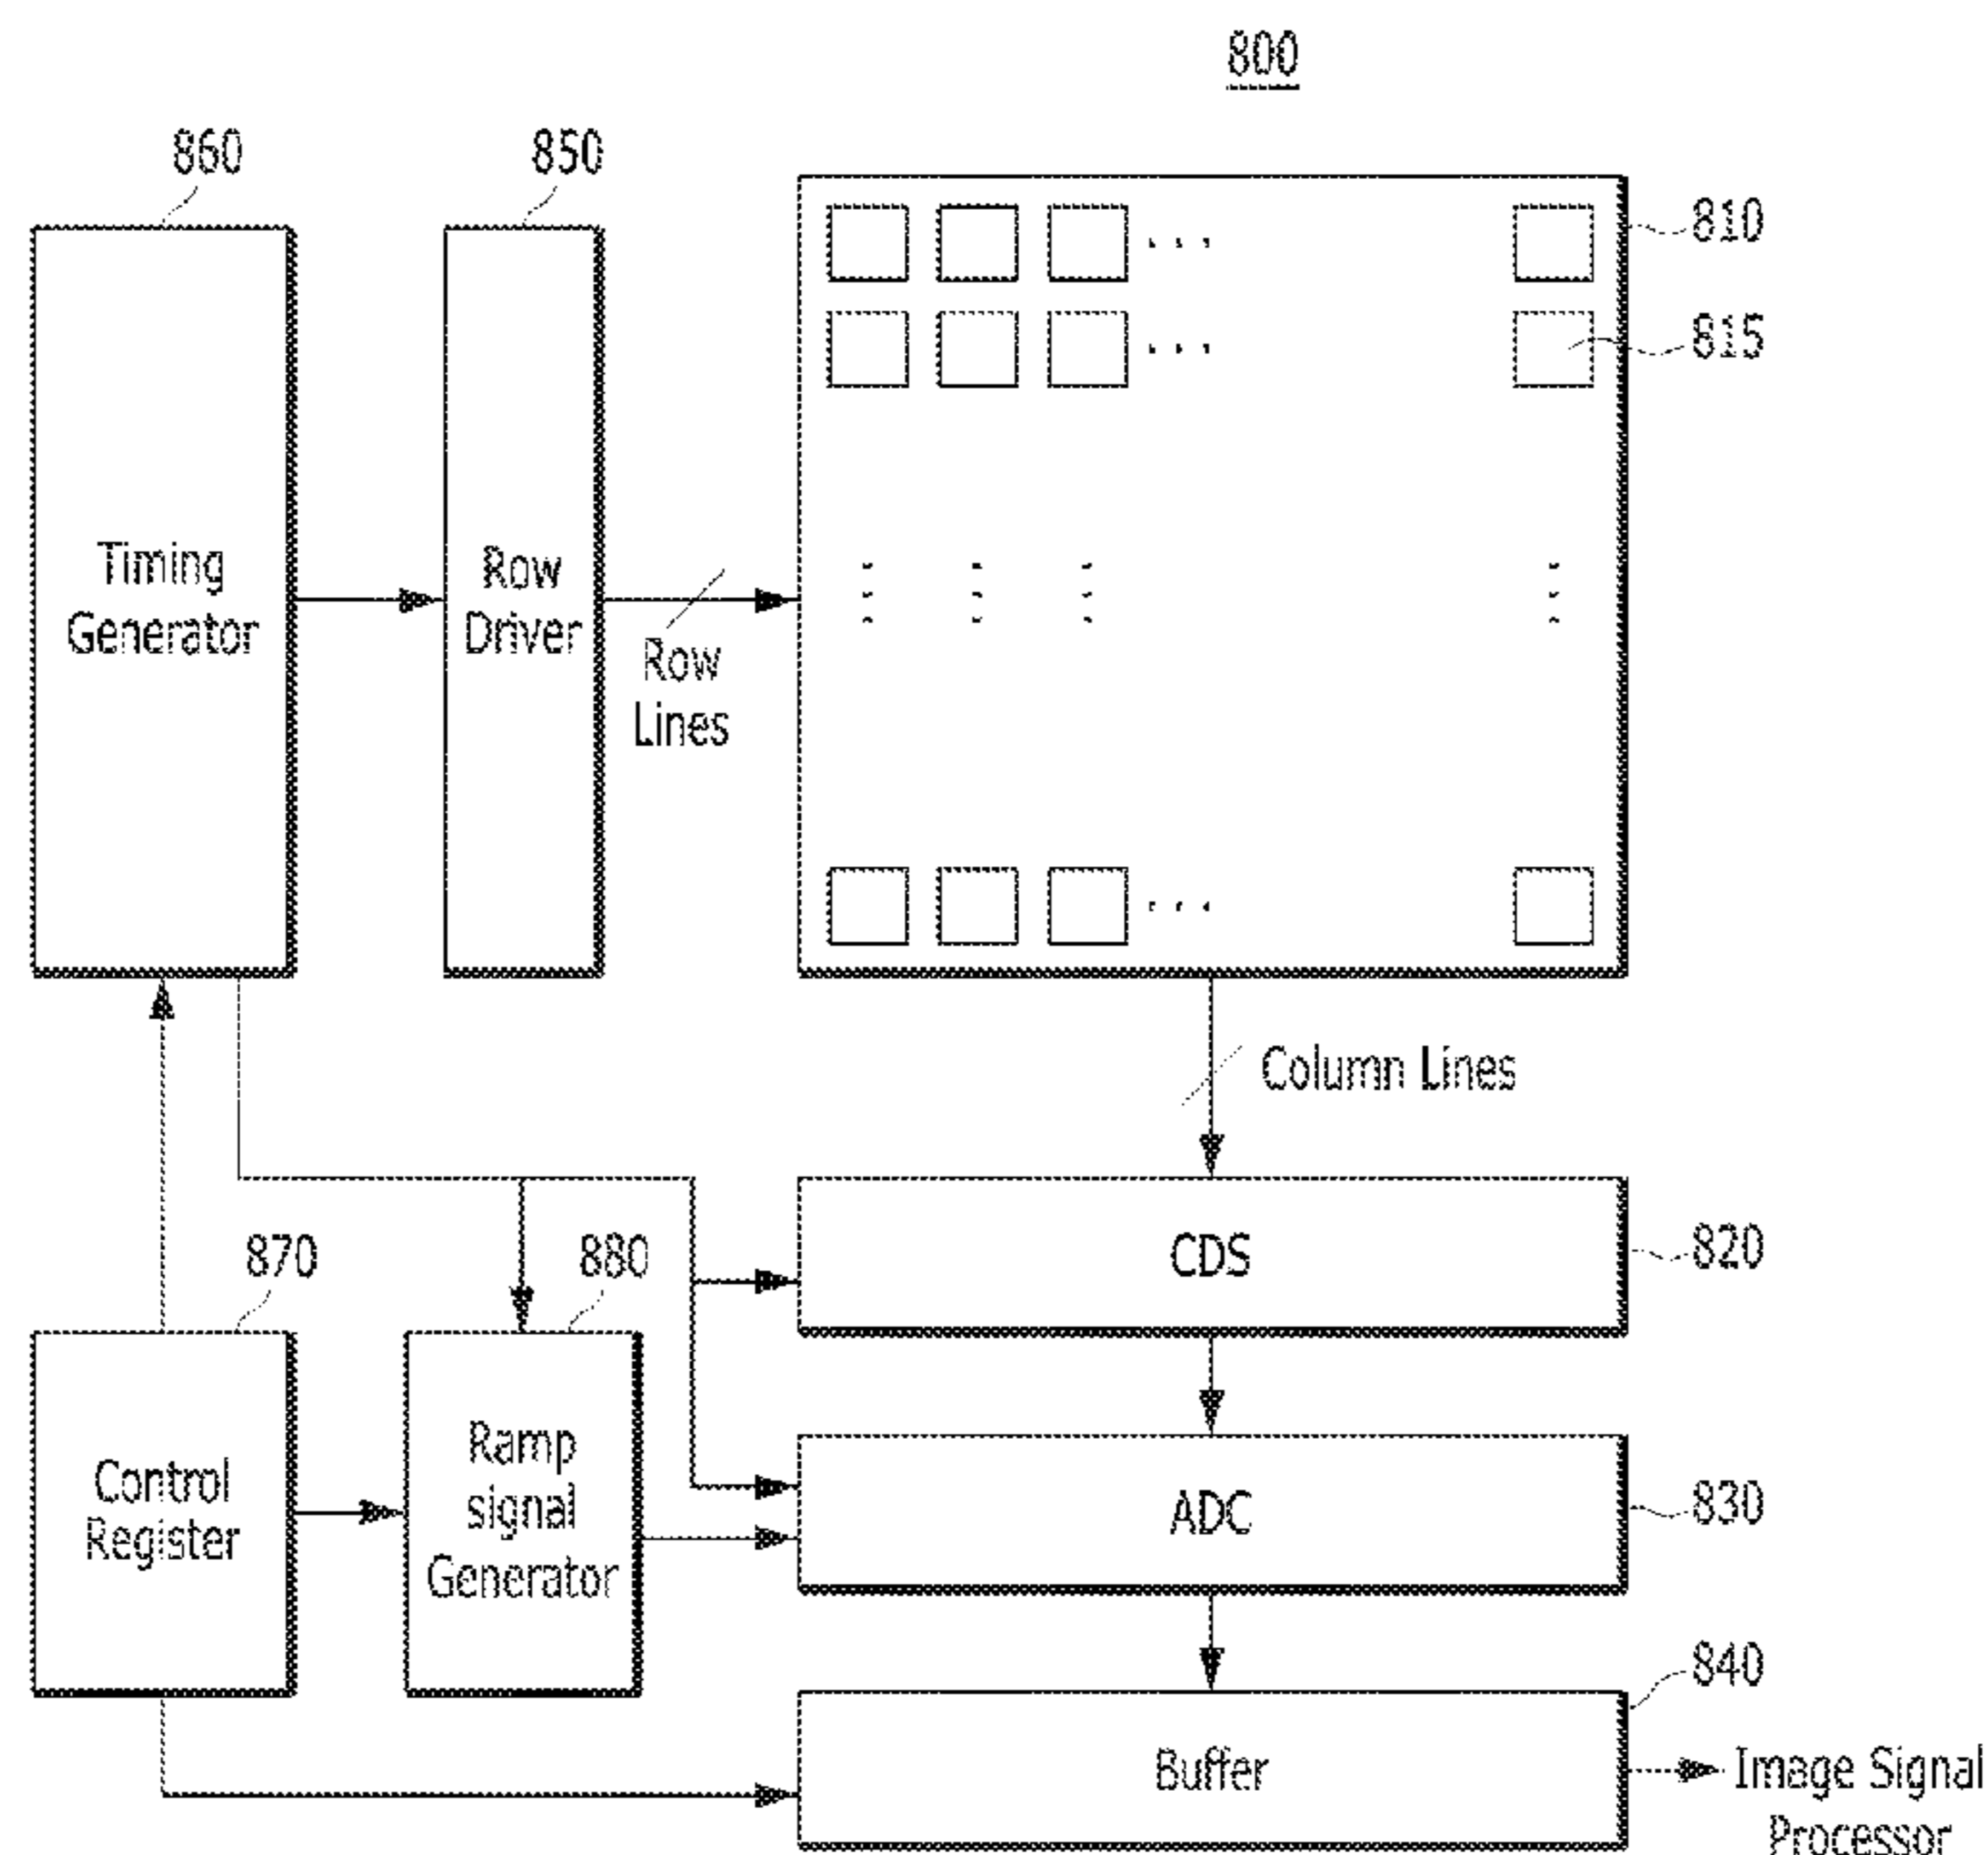 800
860
850
810
815
Timing
Generator
Row
Driver
Row
Lines
Column Lines
870
880
CDS
820
Control
Register
Ramp
signal
Generator
ADC
830
840
Buffer
Image Signal
Processor